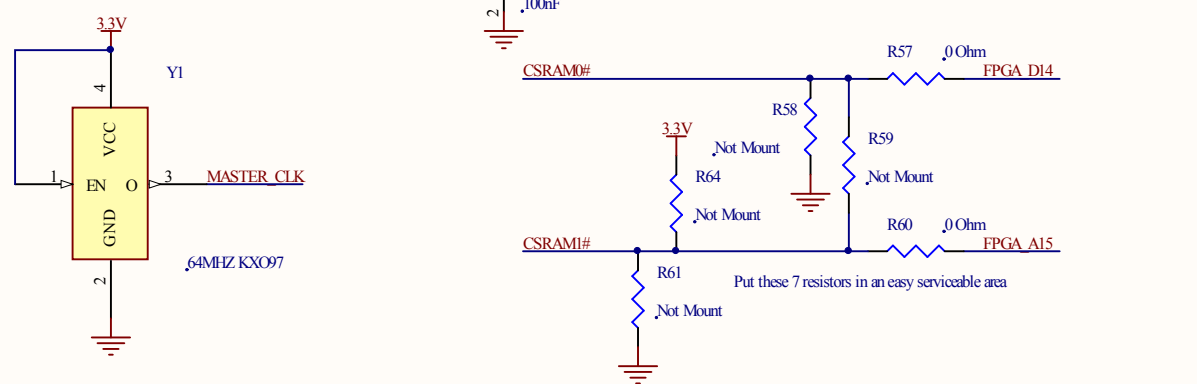 2
.100nF
3.3V
Y1
4
VCC
1
EN
O
3
MASTER_CLK
GND
2
.64MHZ KXO97
R57
.0 Ohm
CSRAM0#
FPGA_D14
R58
3.3V
.Not Mount
R59
R64
.Not Mount
.Not Mount
R60
.0 Ohm
CSRAM1#
FPGA_A15
R61
Put these 7 resistors in an easy serviceable area
.Not Mount